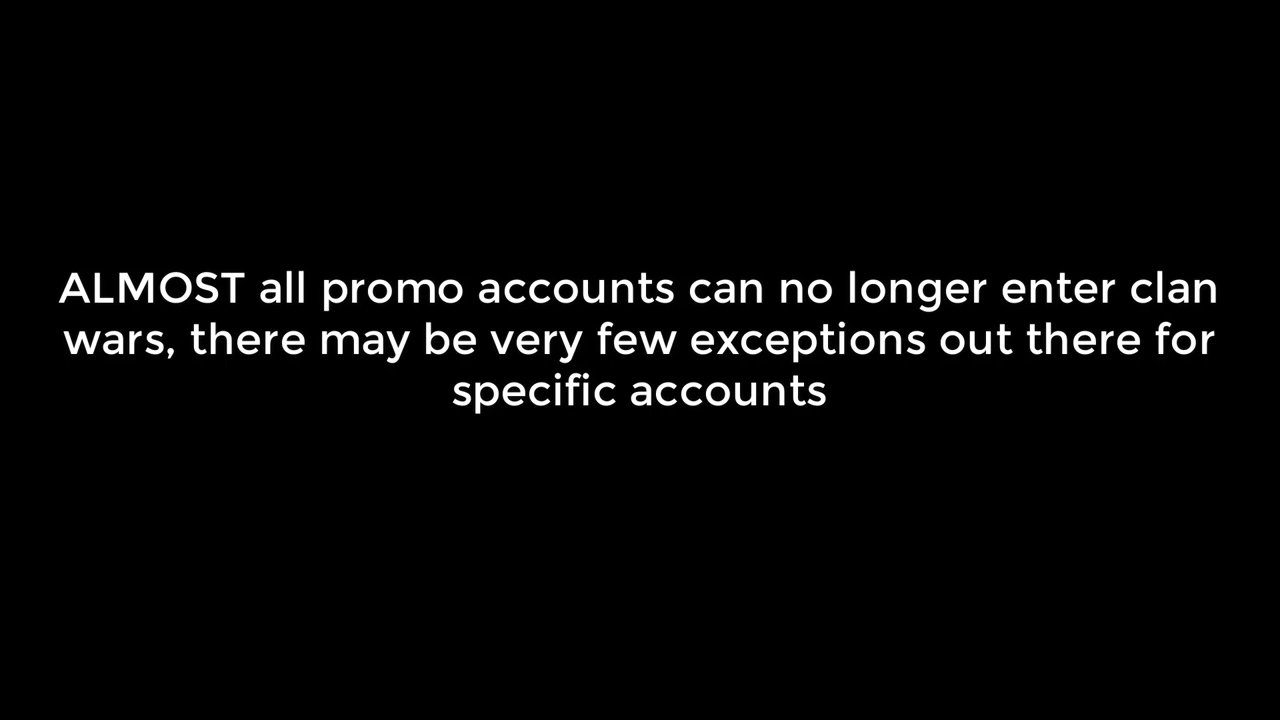 ALMOST all promo accounts can no longer enter clan
wars, there may be very few exceptions out there for
specific accounts